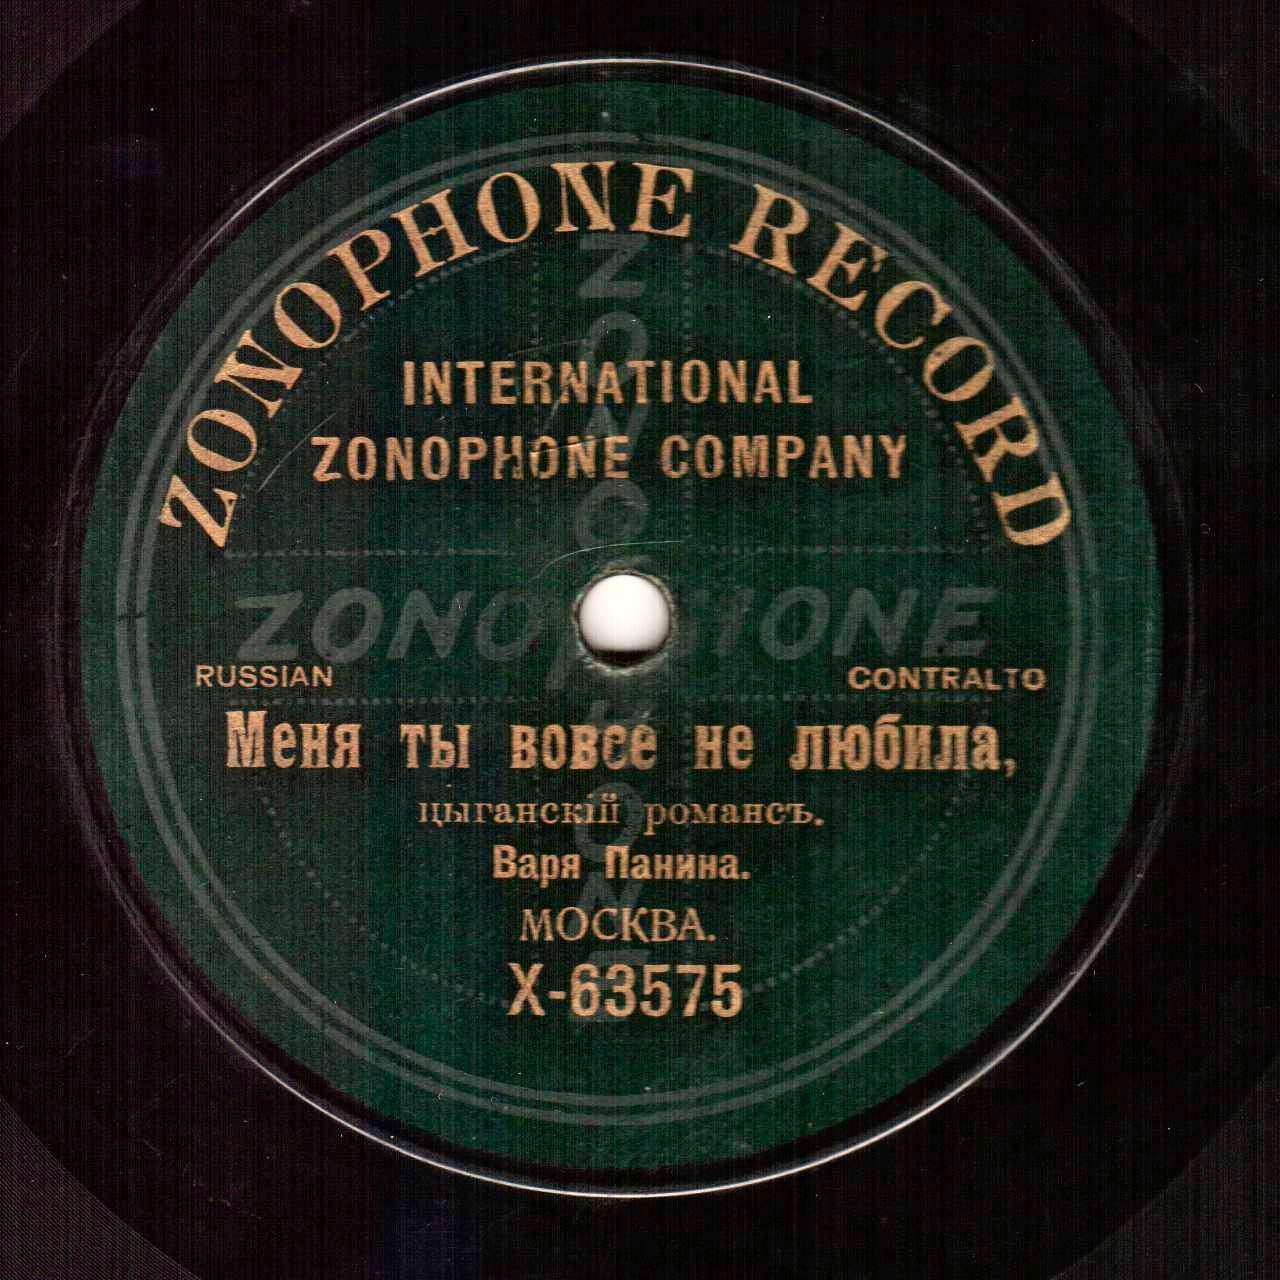 ZONOPHONE RECORD
INTERNATIONAL
ZONOPHONE COMPANY
ZONOPHONE
RUSSIAN CONTRALTO
Меня ты вовсе не любила,
цыганскій романсъ.
Варя Панина.
МОСКВА.
X-63575